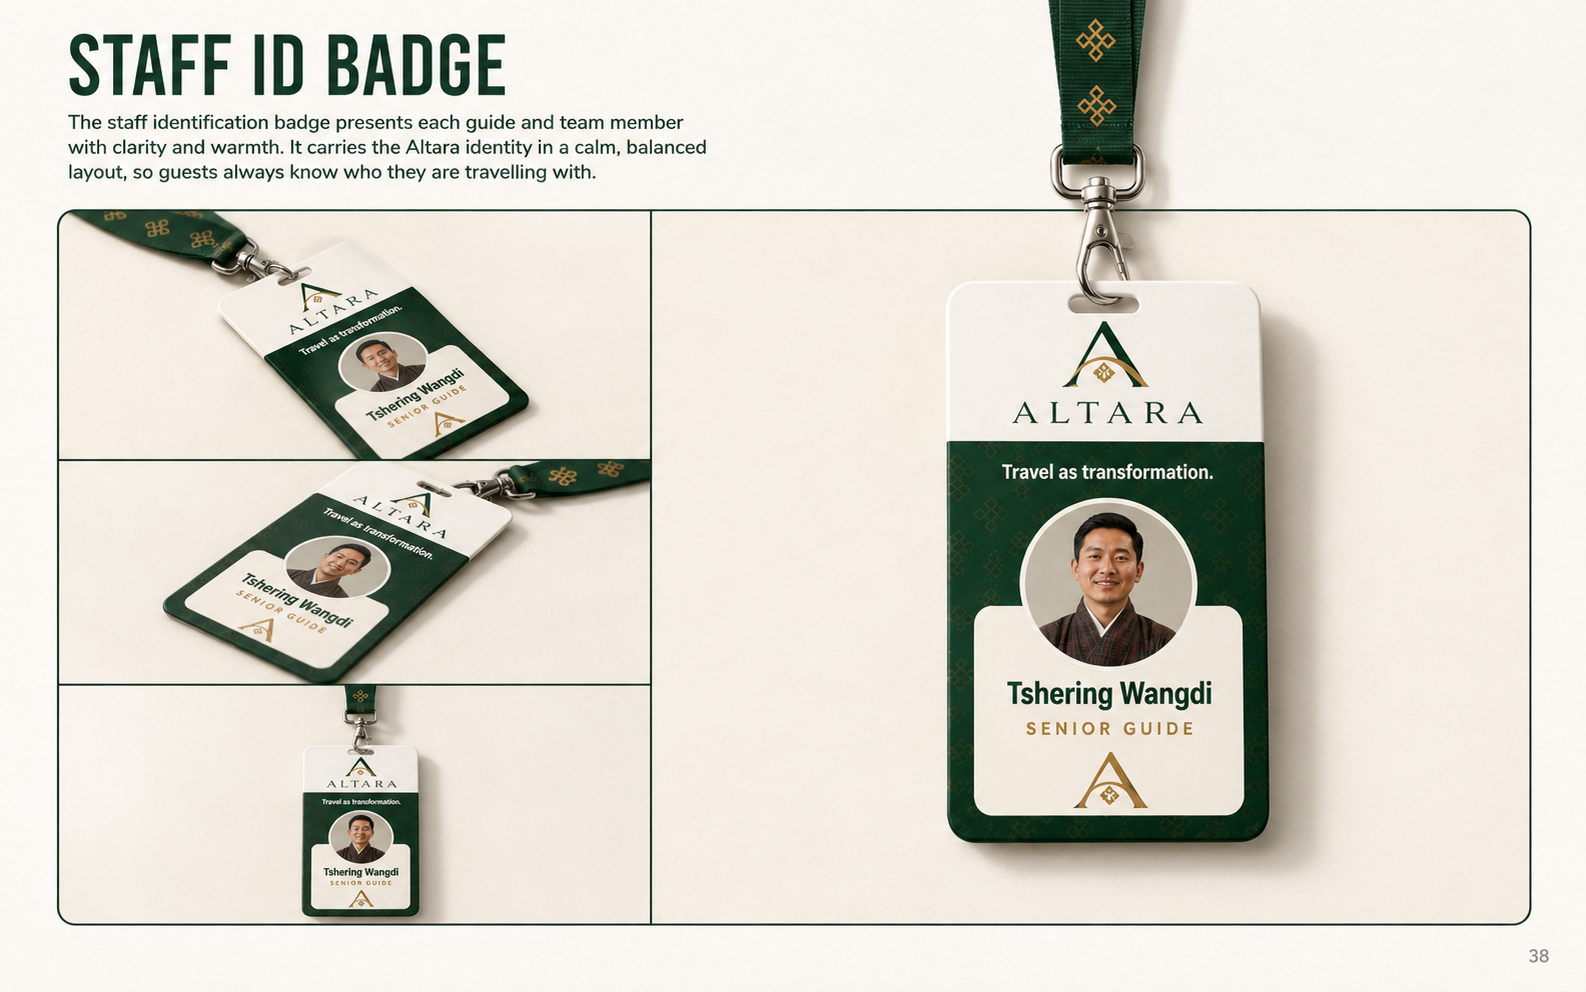 STAFF ID BADGE
The staff identification badge presents each guide and team member
with clarity and warmth. It carries the Altara identity in a calm, balanced
layout, so guests always know who they are travelling with.
ALTARA
Travel as transformation.
Tshering Wangdi
SENIOR GUIDE
ALTARA
Travel as transformation.
Tshering Wangdi
SENIOR GUIDE
ALTARA
Travel as transformation.
Tshering Wangdi
SENIOR GUIDE
ALTARA
Travel as transformation.
Tshering Wangdi
SENIOR GUIDE
38